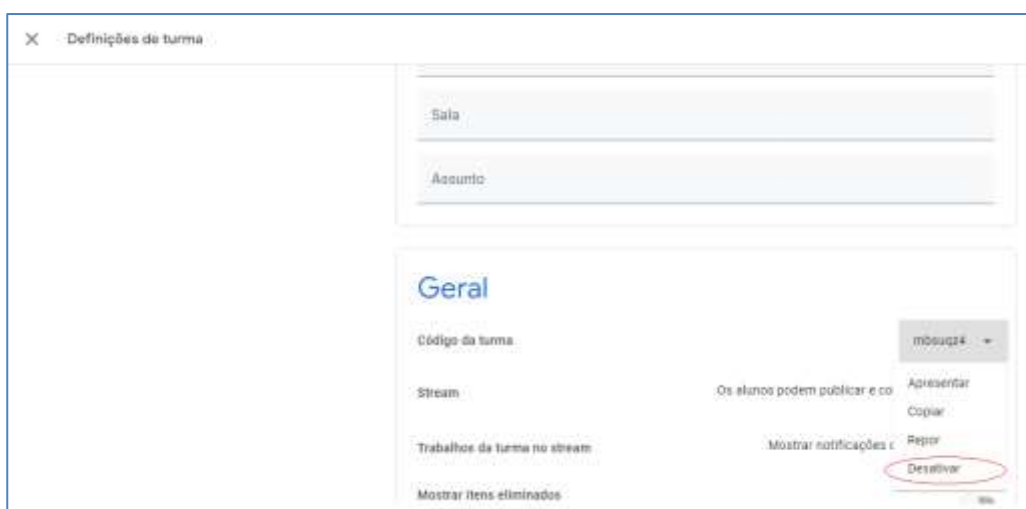 Definições de turma
Sala
Assunto
Geral
Código da turma
mbsuqz4
Apresentar
Stream
Os alunos podem publicar e co
Copiar
Trabalhos da turma no stream
Mostrar notificações c
Repor
Desativar
Mostrar itens eliminados